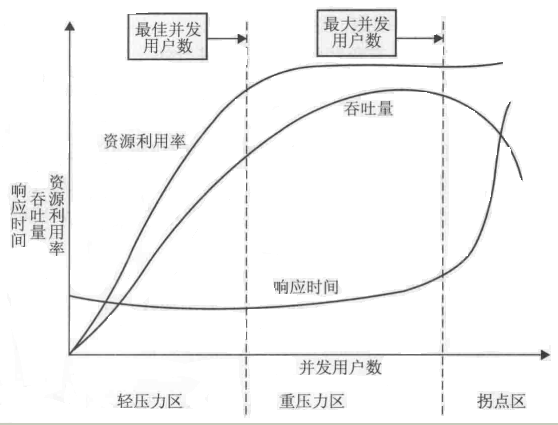 最佳并发
用户数
最大并发
用户数
资源利用率
吞吐量
响应时间
吞吐量
资源利用率
响应时间
并发用户数
轻压力区
重压力区
拐点区